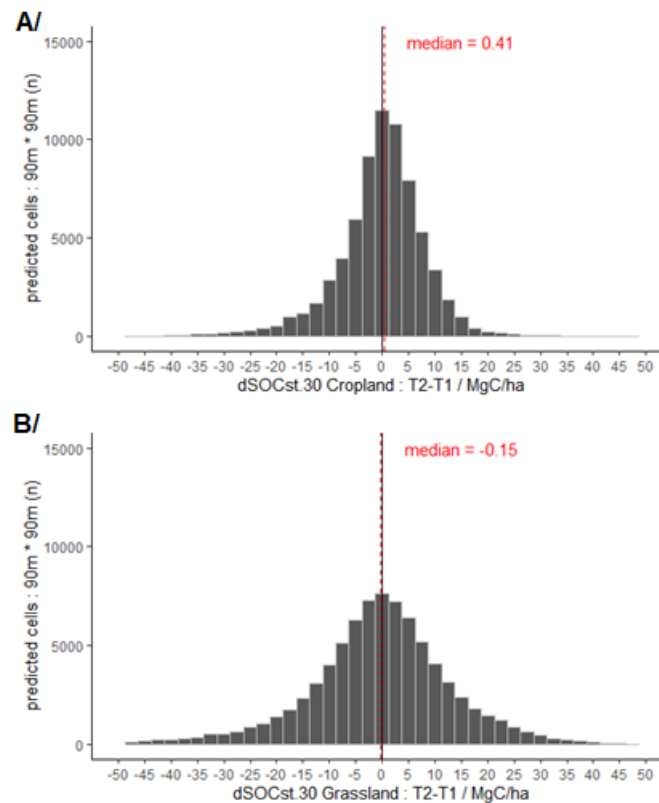 A/
15000
median = 0.41
10000
5000
0
predicted cells : 90m * 90m (n)
-50 -45 -40 -35 -30 -25 -20 -15 -10 -5 0 5 10 15 20 25 30 35 40 45 50
dSOCst.30 Cropland : T2-T1 / MgC/ha
B/
15000
median = -0.15
10000
5000
0
predicted cells : 90m * 90m (n)
-50 -45 -40 -35 -30 -25 -20 -15 -10 -5 0 5 10 15 20 25 30 35 40 45 50
dSOCst.30 Grassland : T2-T1 / MgC/ha